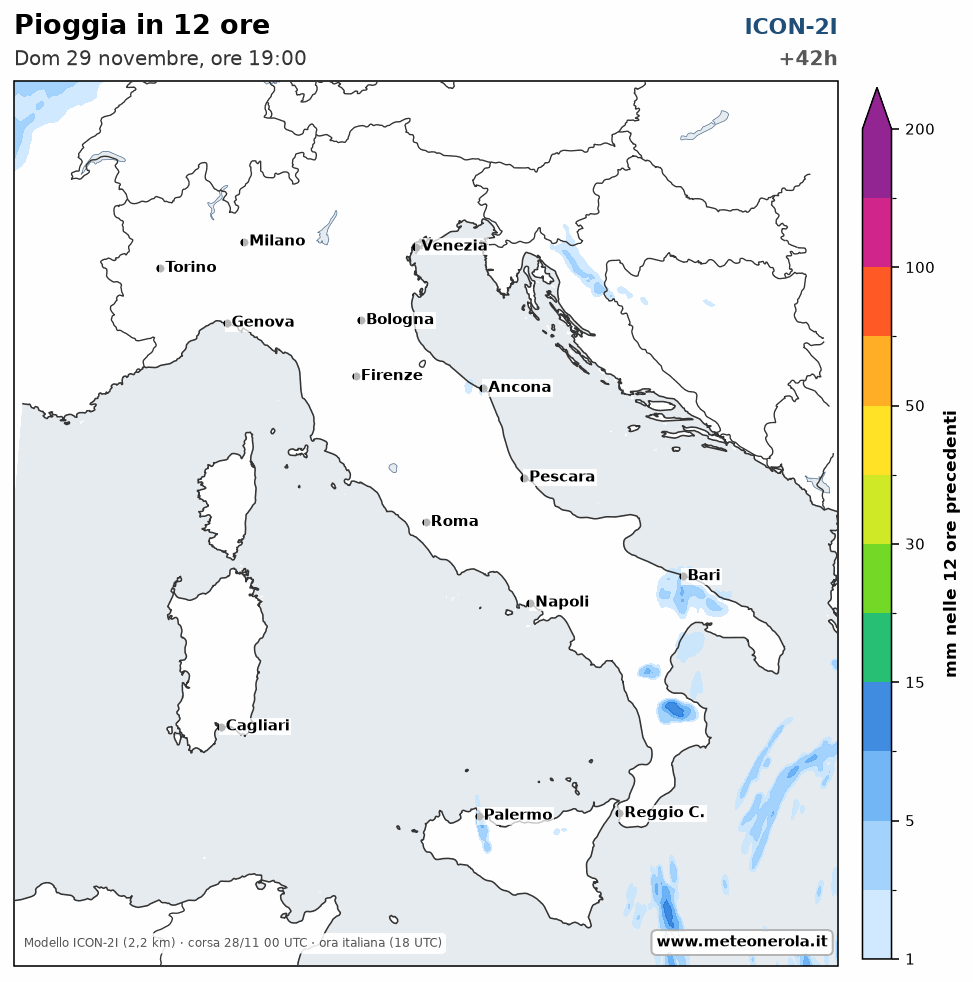 Pioggia in 12 ore
ICON-2I
Dom 29 novembre, ore 19:00
+42h
200
Milano
Venezia
Torino
100
Genova
Bologna
Firenze
Ancona
50
Pescara
Roma
30
Bari
Napoli
15
Cagliari
Palermo
Reggio C.
5
mm nelle 12 ore precedenti
Modello ICON-2I (2,2 km) · corsa 28/11 00 UTC · ora italiana (18 UTC)
www.meteonerola.it
1